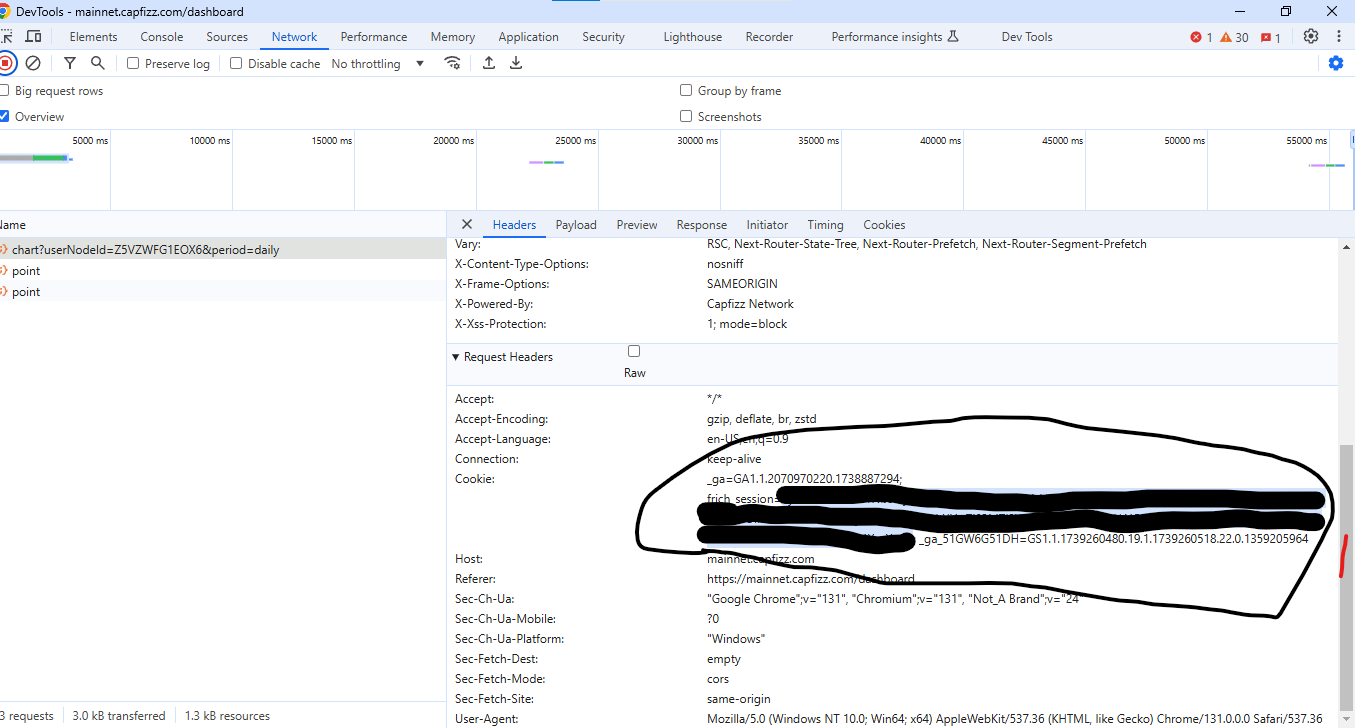 DevTools - mainnet.capfizz.com/dashboard
Elements Console Sources Network Performance Memory Application Security Lighthouse Recorder Performance insights Dev Tools 1 30 1
Preserve log Disable cache No throttling
Big request rows Group by frame
Overview Screenshots
5000 ms 10000 ms 15000 ms 20000 ms 25000 ms 30000 ms 35000 ms 40000 ms 45000 ms 50000 ms 55000 ms
Name Headers Payload Preview Response Initiator Timing Cookies
chart?userNodeId=Z5VZWFG1EOX6&period=daily
point
point
Vary: RSC, Next-Router-State-Tree, Next-Router-Prefetch, Next-Router-Segment-Prefetch
X-Content-Type-Options: nosniff
X-Frame-Options: SAMEORIGIN
X-Powered-By: Capfizz Network
X-Xss-Protection: 1; mode=block
Request Headers
Raw
Accept: */*
Accept-Encoding: gzip, deflate, br, zstd
Accept-Language: en-US,en;q=0.9
Connection: keep-alive
Cookie: _ga=GA1.1.2070970220.1738887294;
frich_session=
_ga_51GW6G51DH=GS1.1.1739260480.19.1.1739260518.22.0.1359205964
Host: mainnet.capfizz.com
Referer: https://mainnet.capfizz.com/dashboard
Sec-Ch-Ua: "Google Chrome";v="131", "Chromium";v="131", "Not_A Brand";v="24"
Sec-Ch-Ua-Mobile: ?0
Sec-Ch-Ua-Platform: "Windows"
Sec-Fetch-Dest: empty
Sec-Fetch-Mode: cors
Sec-Fetch-Site: same-origin
User-Agent: Mozilla/5.0 (Windows NT 10.0; Win64; x64) AppleWebKit/537.36 (KHTML, like Gecko) Chrome/131.0.0.0 Safari/537.36
3 requests 3.0 kB transferred 1.3 kB resources